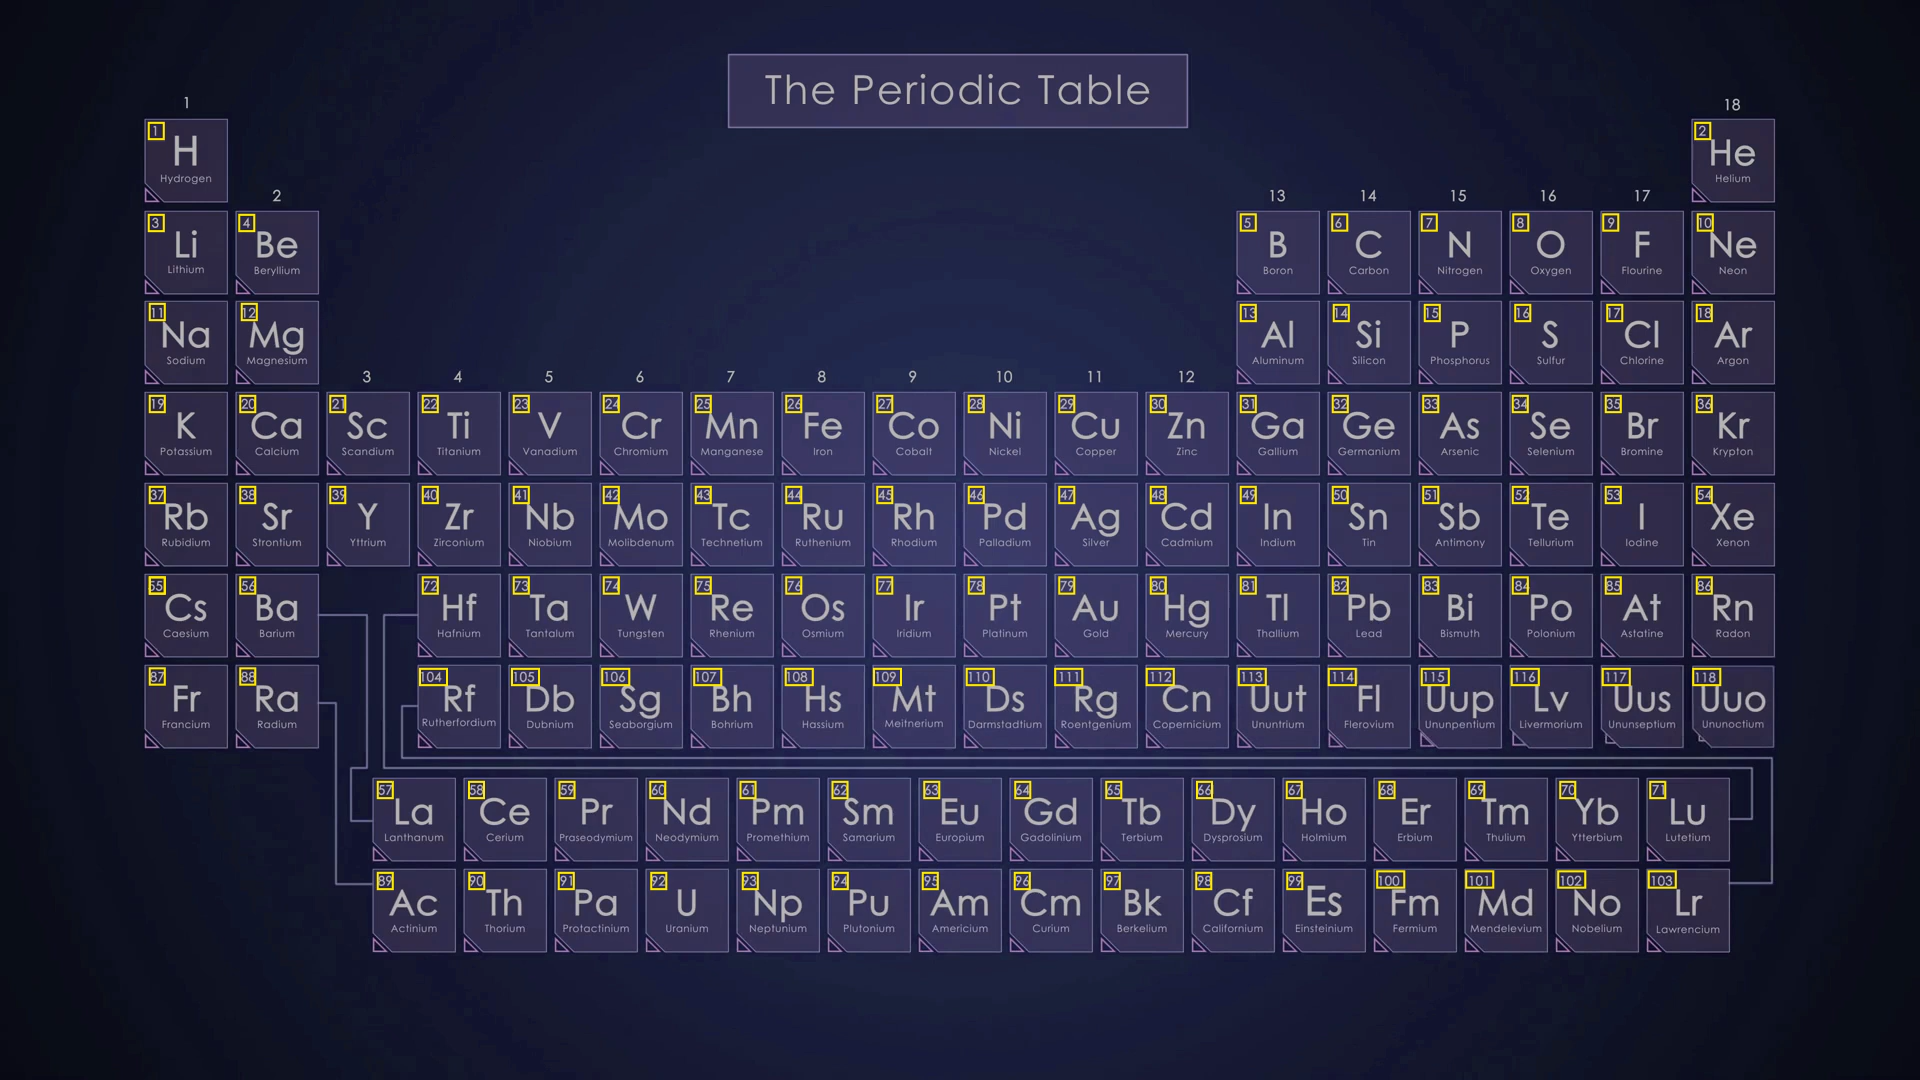 The Periodic Table
1
18
1
H
Hydrogen
2
He
Helium
2
13
14
15
16
17
3
Li
Lithium
4
Be
Beryllium
5
B
Boron
6
C
Carbon
7
N
Nitrogen
8
O
Oxygen
9
F
Flourine
10
Ne
Neon
11
Na
Sodium
12
Mg
Magnesium
13
Al
Aluminum
14
Si
Silicon
15
P
Phosphorus
16
S
Sulfur
17
Cl
Chlorine
18
Ar
Argon
3
4
5
6
7
8
9
10
11
12
19
K
Potassium
20
Ca
Calcium
21
Sc
Scandium
22
Ti
Titanium
23
V
Vanadium
24
Cr
Chromium
25
Mn
Manganese
26
Fe
Iron
27
Co
Cobalt
28
Ni
Nickel
29
Cu
Copper
30
Zn
Zinc
31
Ga
Gallium
32
Ge
Germanium
33
As
Arsenic
34
Se
Selenium
35
Br
Bromine
36
Kr
Krypton
37
Rb
Rubidium
38
Sr
Strontium
39
Y
Yttrium
40
Zr
Zirconium
41
Nb
Niobium
42
Mo
Molibdenum
43
Tc
Technetium
44
Ru
Ruthenium
45
Rh
Rhodium
46
Pd
Palladium
47
Ag
Silver
48
Cd
Cadmium
49
In
Indium
50
Sn
Tin
51
Sb
Antimony
52
Te
Tellurium
53
I
Iodine
54
Xe
Xenon
55
Cs
Caesium
56
Ba
Barium
72
Hf
Hafnium
73
Ta
Tantalum
74
W
Tungsten
75
Re
Rhenium
76
Os
Osmium
77
Ir
Iridium
78
Pt
Platinum
79
Au
Gold
80
Hg
Mercury
81
Tl
Thallium
82
Pb
Lead
83
Bi
Bismuth
84
Po
Polonium
85
At
Astatine
86
Rn
Radon
87
Fr
Francium
88
Ra
Radium
104
Rf
Rutherfordium
105
Db
Dubnium
106
Sg
Seaborgium
107
Bh
Bohrium
108
Hs
Hassium
109
Mt
Meitnerium
110
Ds
Darmstadtium
111
Rg
Roentgenium
112
Cn
Copernicium
113
Uut
Ununtrium
114
Fl
Flerovium
115
Uup
Ununpentium
116
Lv
Livermorium
117
Uus
Ununseptium
118
Uuo
Ununoctium
57
La
Lanthanum
58
Ce
Cerium
59
Pr
Praseodymium
60
Nd
Neodymium
61
Pm
Promethium
62
Sm
Samarium
63
Eu
Europium
64
Gd
Gadolinium
65
Tb
Terbium
66
Dy
Dysprosium
67
Ho
Holmium
68
Er
Erbium
69
Tm
Thulium
70
Yb
Ytterbium
71
Lu
Lutetium
89
Ac
Actinium
90
Th
Thorium
91
Pa
Protactinium
92
U
Uranium
93
Np
Neptunium
94
Pu
Plutonium
95
Am
Americium
96
Cm
Curium
97
Bk
Berkelium
98
Cf
Californium
99
Es
Einsteinium
100
Fm
Fermium
101
Md
Mendelevium
102
No
Nobelium
103
Lr
Lawrencium